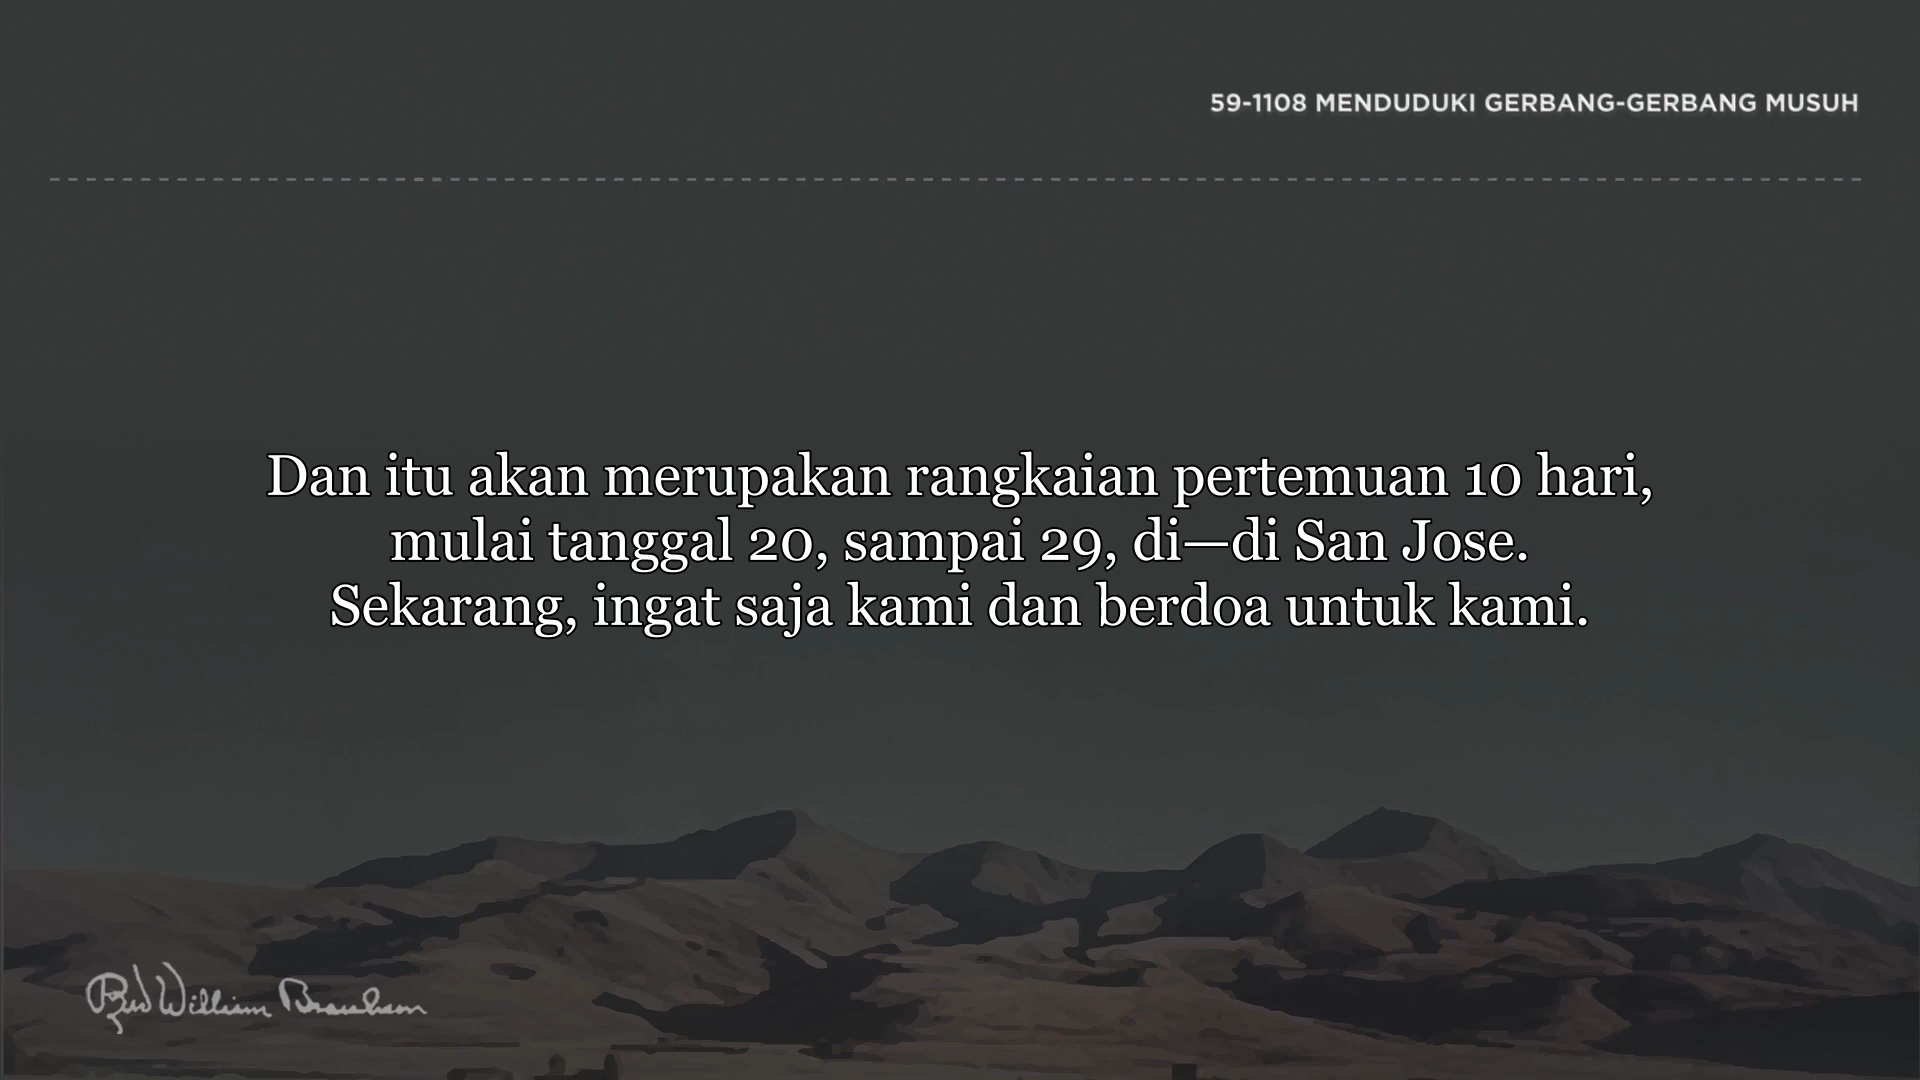 59-1108 MENDUDUKI GERBANG-GERBANG MUSUH
Dan itu akan merupakan rangkaian pertemuan 10 hari,
mulai tanggal 20, sampai 29, di—di San Jose.
Sekarang, ingat saja kami dan berdoa untuk kami.
Rev William Branham